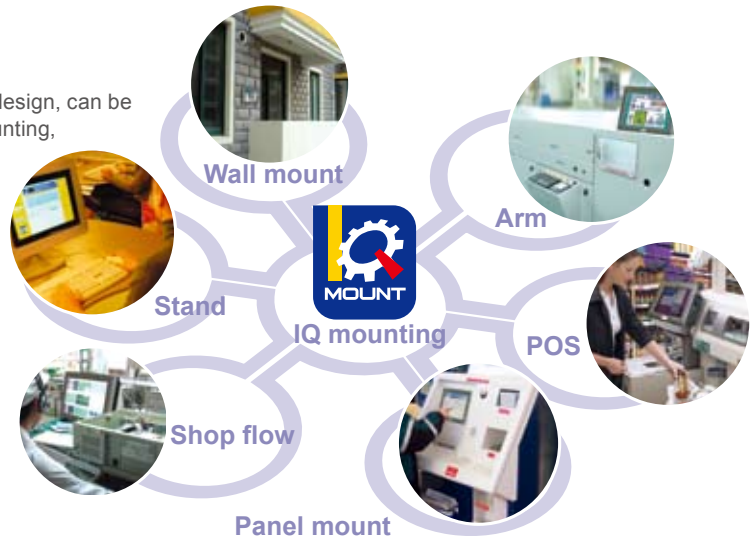 design, can be
unting,
Wall mount
Arm
Stand
MOUNT
IQ mounting
POS
Shop flow
Panel mount